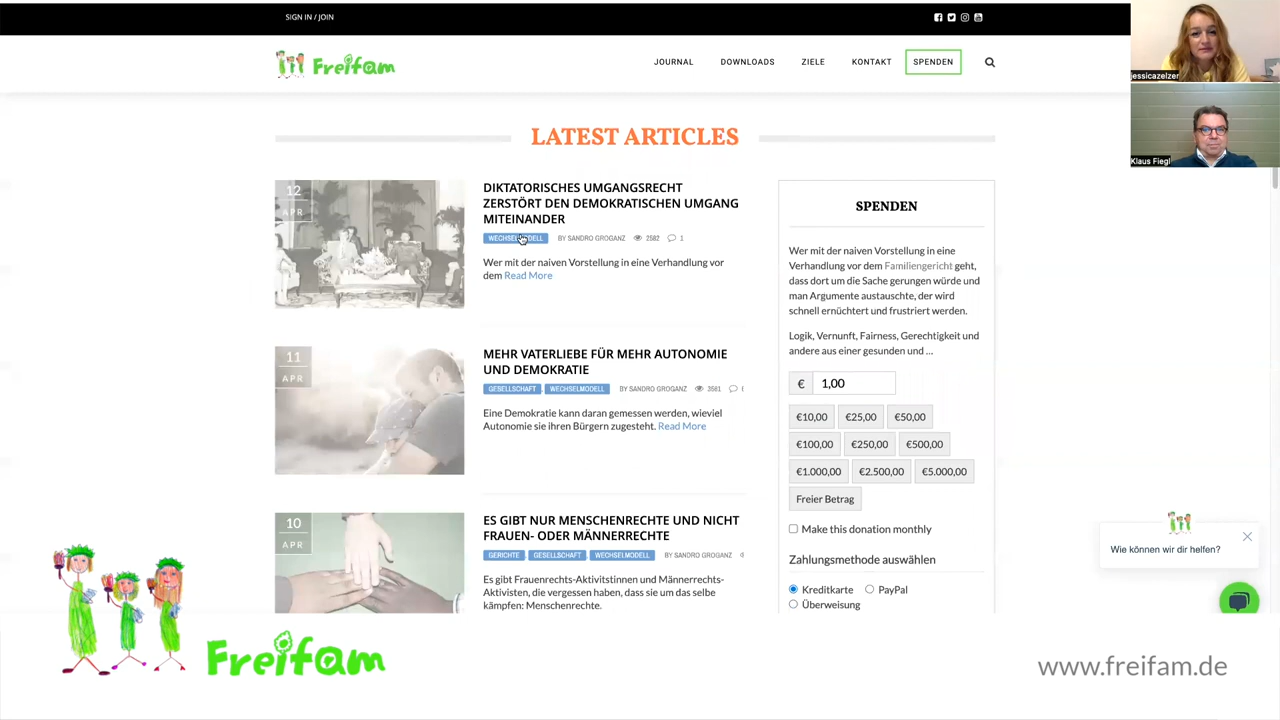 SIGN IN / JOIN
Freifam
JOURNAL
DOWNLOADS
ZIELE
KONTAKT
SPENDEN
jessicazelzer
Klaus Fiegl
LATEST ARTICLES
12
APR
DIKTATORISCHES UMGANGSRECHT
ZERSTÖRT DEN DEMOKRATISCHEN UMGANG
MITEINANDER
WECHSELMODELL
BY SANDRO GROGANZ
2582
1
Wer mit der naiven Vorstellung in eine Verhandlung vor
dem Read More
11
APR
MEHR VATERLIEBE FÜR MEHR AUTONOMIE
UND DEMOKRATIE
GESELLSCHAFT
WECHSELMODELL
BY SANDRO GROGANZ
3561
Eine Demokratie kann daran gemessen werden, wieviel
Autonomie sie ihren Bürgern zugesteht. Read More
10
APR
ES GIBT NUR MENSCHENRECHTE UND NICHT
FRAUEN- ODER MÄNNERRECHTE
GERICHTE
GESELLSCHAFT
WECHSELMODELL
BY SANDRO GROGANZ
Es gibt Frauenrechts-Aktivitstinnen und Männerrechts-
Aktivisten, die vergessen haben, dass sie um das selbe
kämpfen: Menschenrechte.
SPENDEN
Wer mit der naiven Vorstellung in eine
Verhandlung vor dem Familiengericht geht,
dass dort um die Sache gerungen würde und
man Argumente austauschte, der wird
schnell ernüchtert und frustriert werden.
Logik, Vernunft, Fairness, Gerechtigkeit und
andere aus einer gesunden und ...
€ 1,00
€10,00 €25,00 €50,00
€100,00 €250,00 €500,00
€1.000,00 €2.500,00 €5.000,00
Freier Betrag
Make this donation monthly
Zahlungsmethode auswählen
Kreditkarte PayPal
Überweisung
Wie können wir dir helfen?
Freifam
www.freifam.de